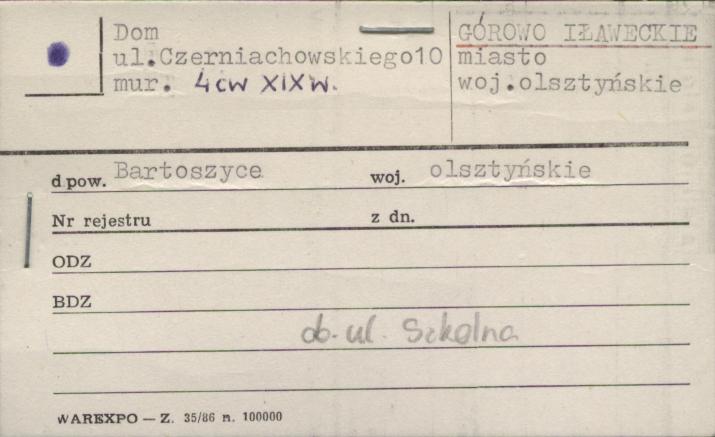 Dom
ul.Czerniachowskiego10
mur. 4cw XIXw.
GÓROWO IŁAWECKIE
miasto
woj.olsztyńskie
d pow. Bartoszyce woj. olsztyńskie
Nr rejestru z dn.
ODZ
BDZ
ob. ul. Szkolna
WAREXPO — Z. 35/86 n. 100000